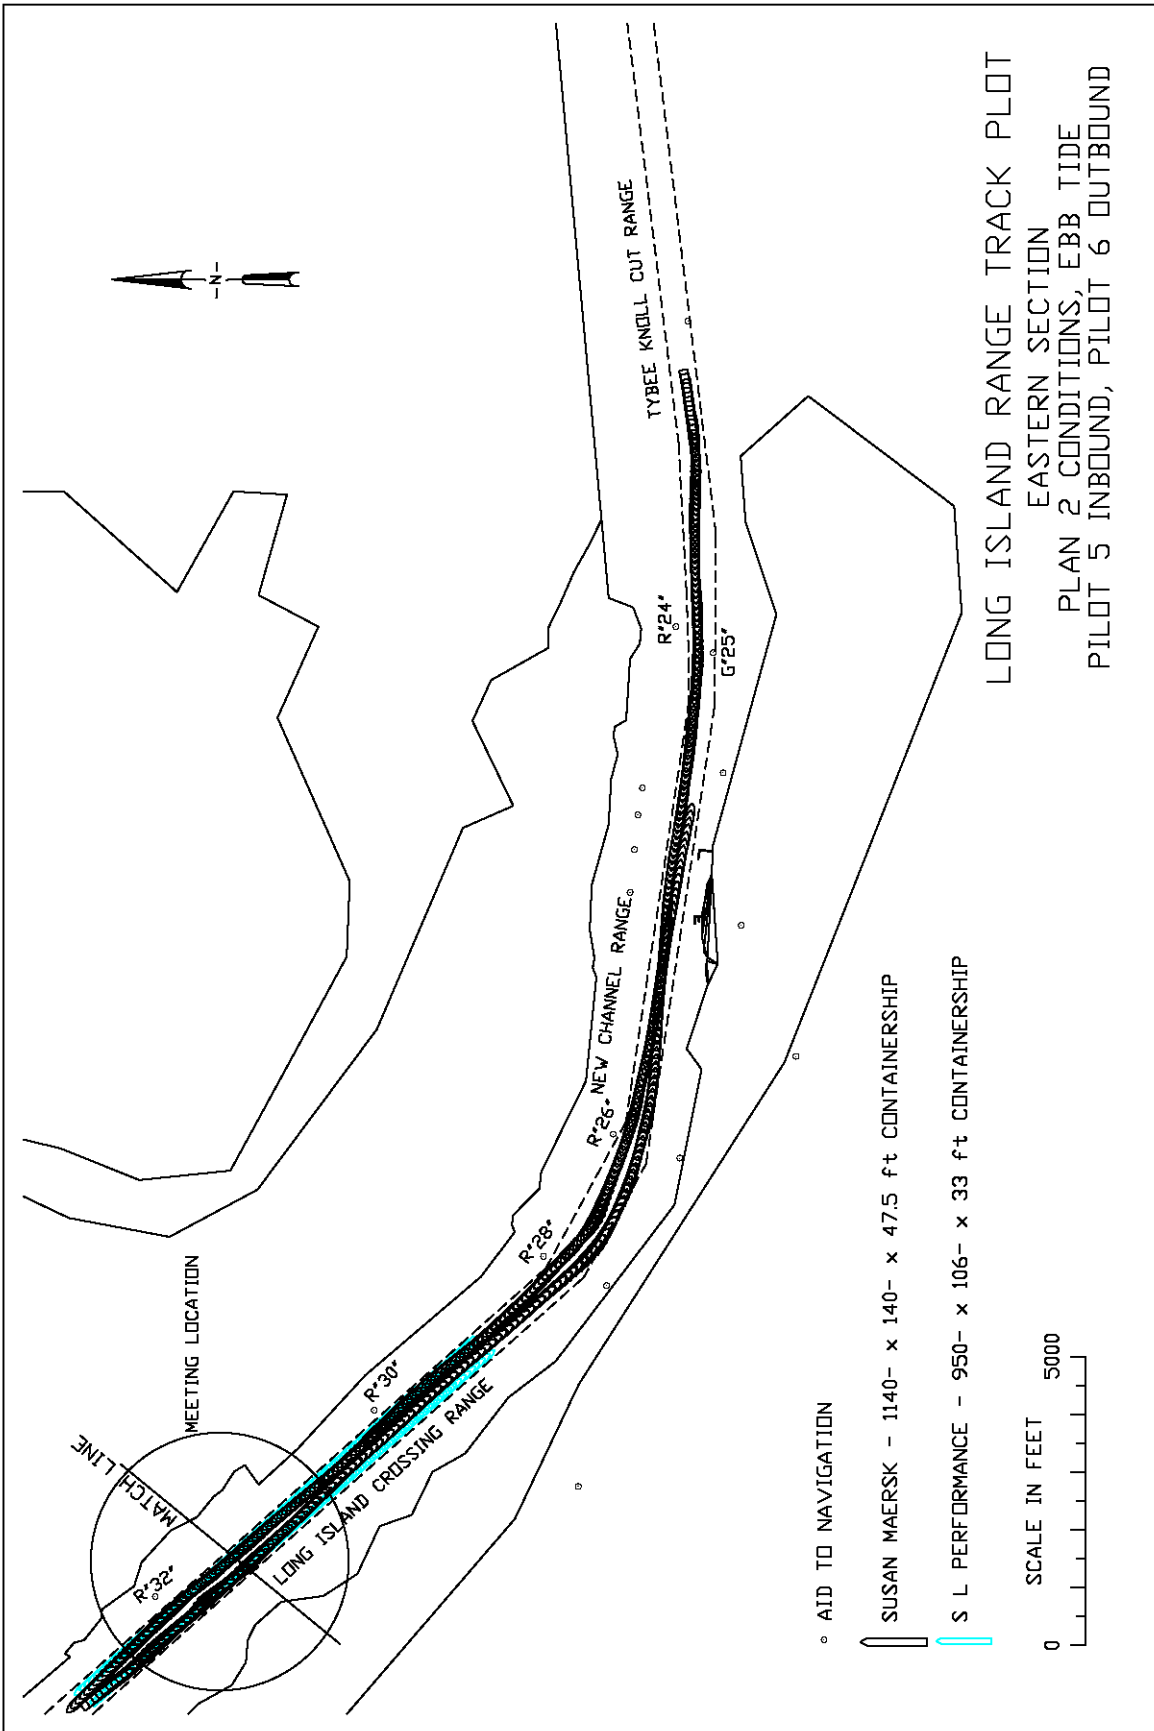 LONG ISLAND RANGE TRACK PLOT
EASTERN SECTION
PLAN 2 CONDITIONS, EBB TIDE
PILOT 5 INBOUND, PILOT 6 OUTBOUND
-N-
MATCH LINE
MEETING LOCATION
R"32"
R"30"
LONG ISLAND CROSSING RANGE
R"28"
R"26"
NEW CHANNEL RANGE
R"24"
G"25"
TYBEE KNOLL CUT RANGE
AID TO NAVIGATION
SUSAN MAERSK - 1140- x 140- x 47.5 ft CONTAINERSHIP
S L PERFORMANCE - 950- x 106- x 33 ft CONTAINERSHIP
SCALE IN FEET
0 5000